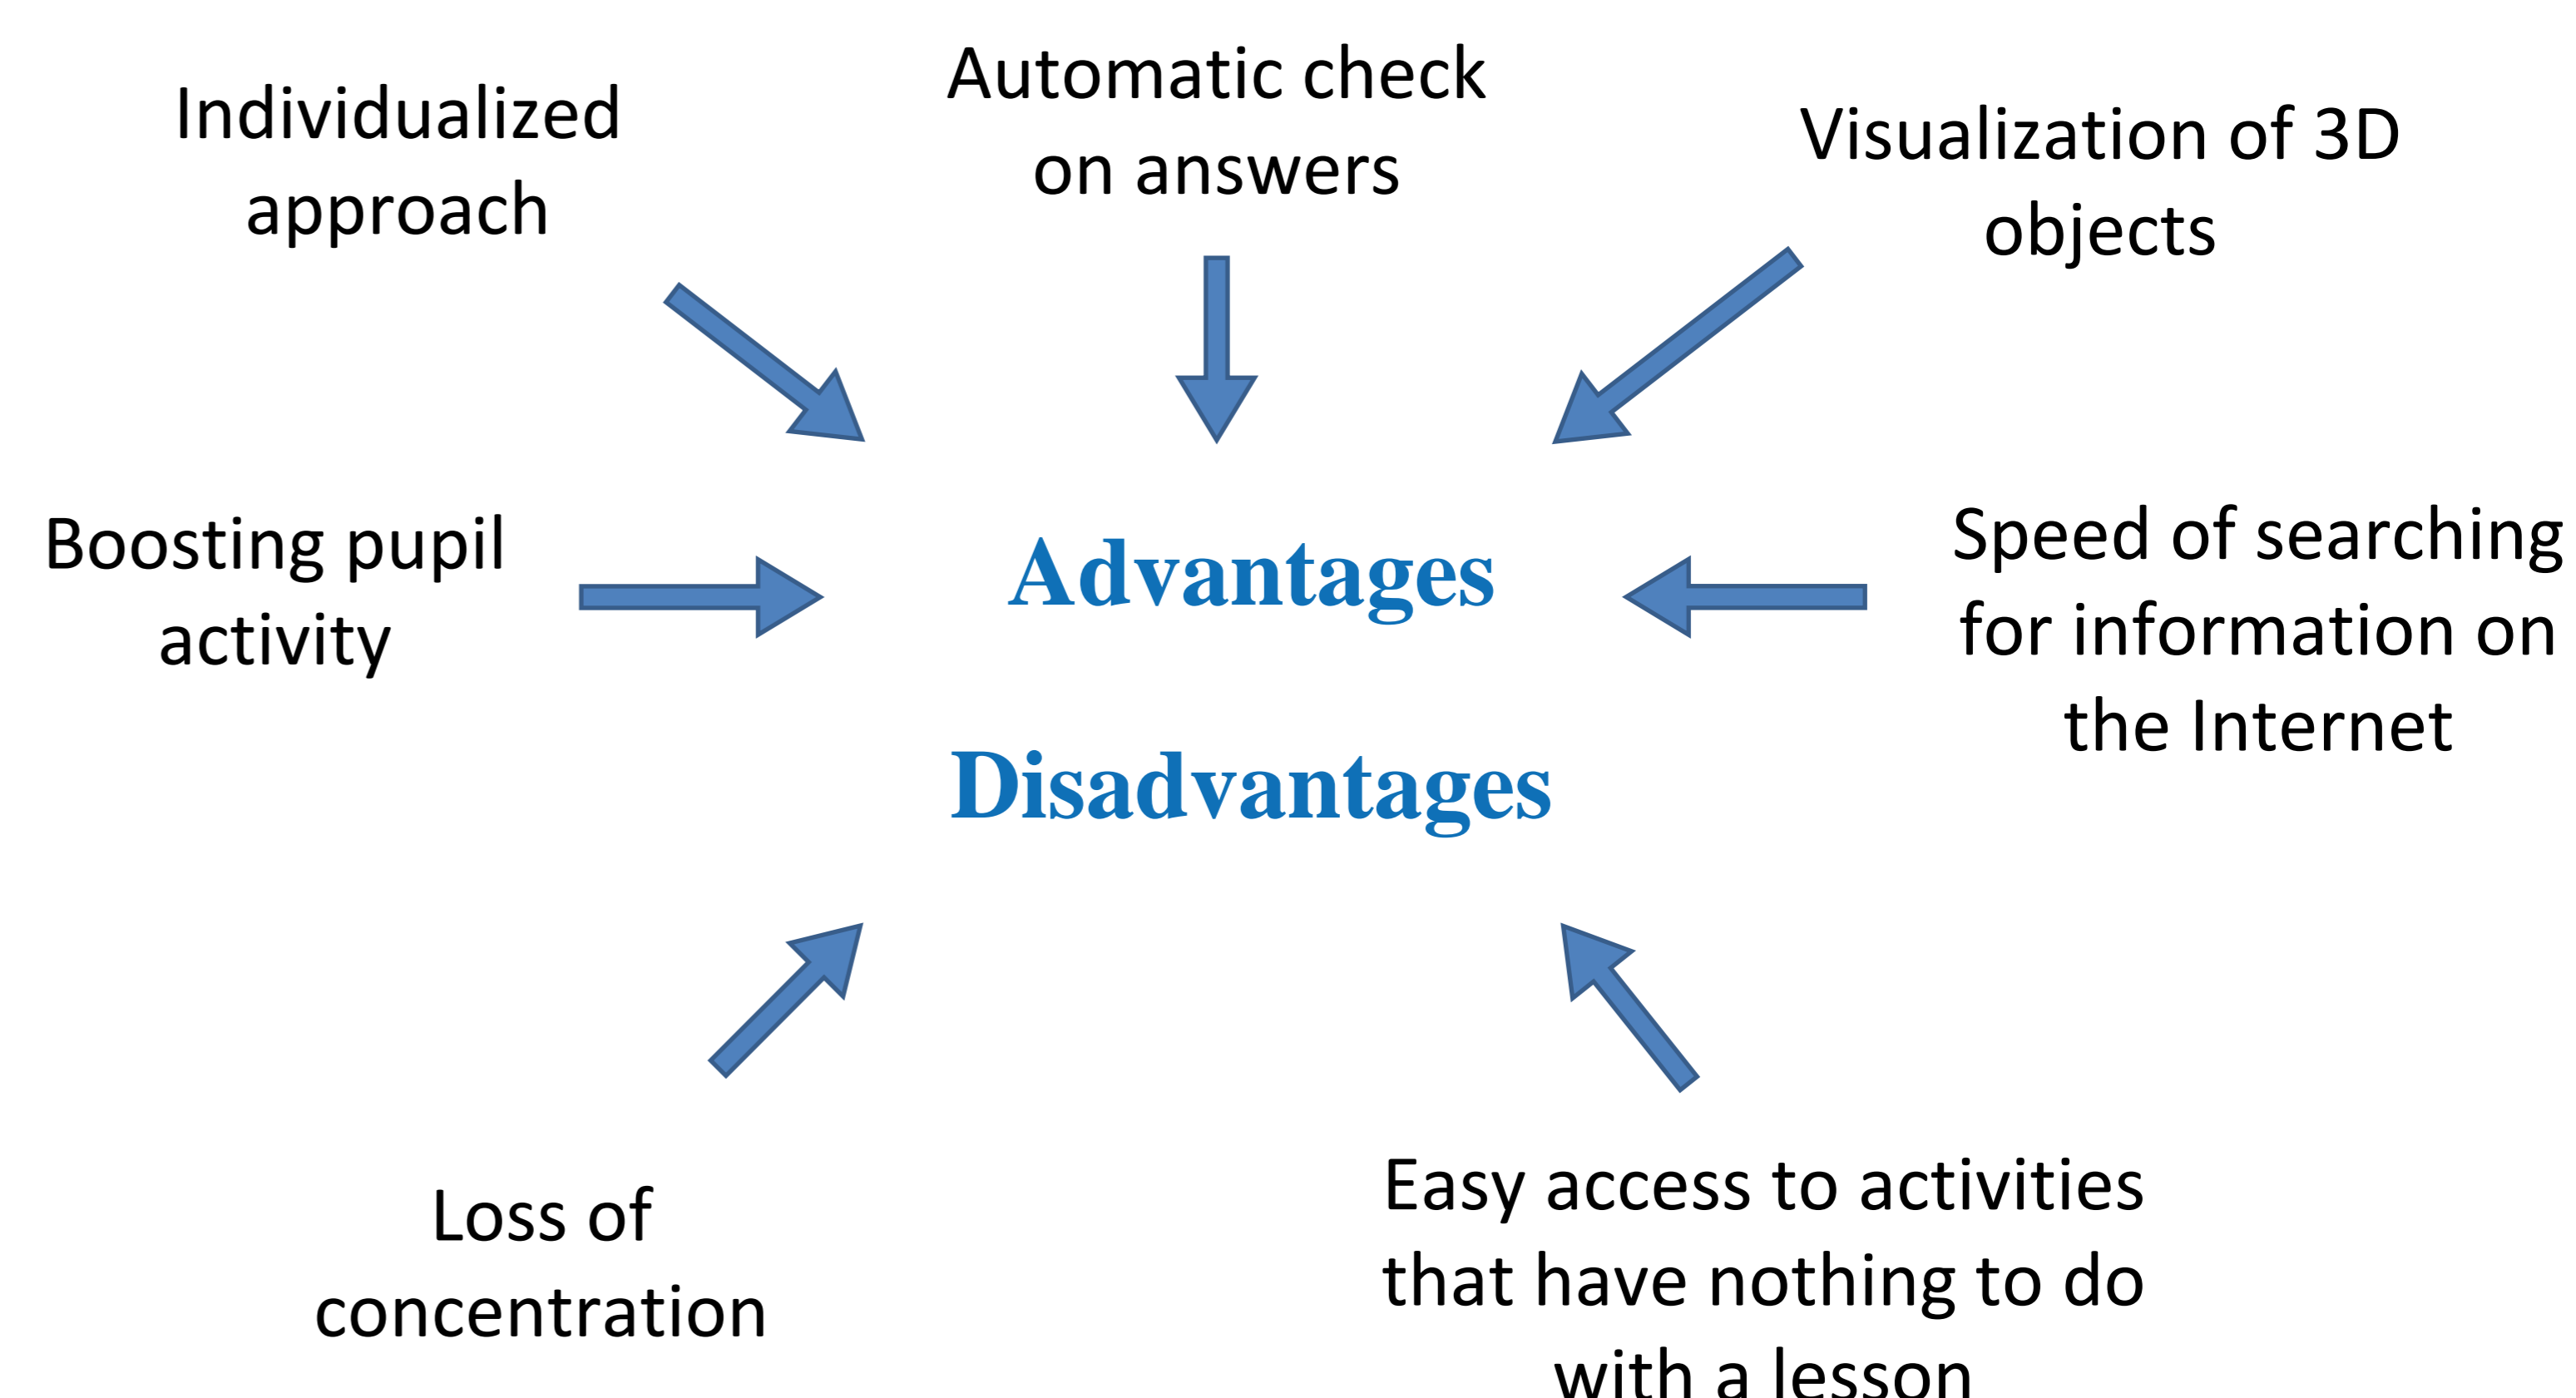 Individualized
approach
Automatic check
on answers
Visualization of 3D
objects
Boosting pupil
activity
Advantages
Speed of searching
for information on
the Internet
Disadvantages
Loss of
concentration
Easy access to activities
that have nothing to do
with a lesson